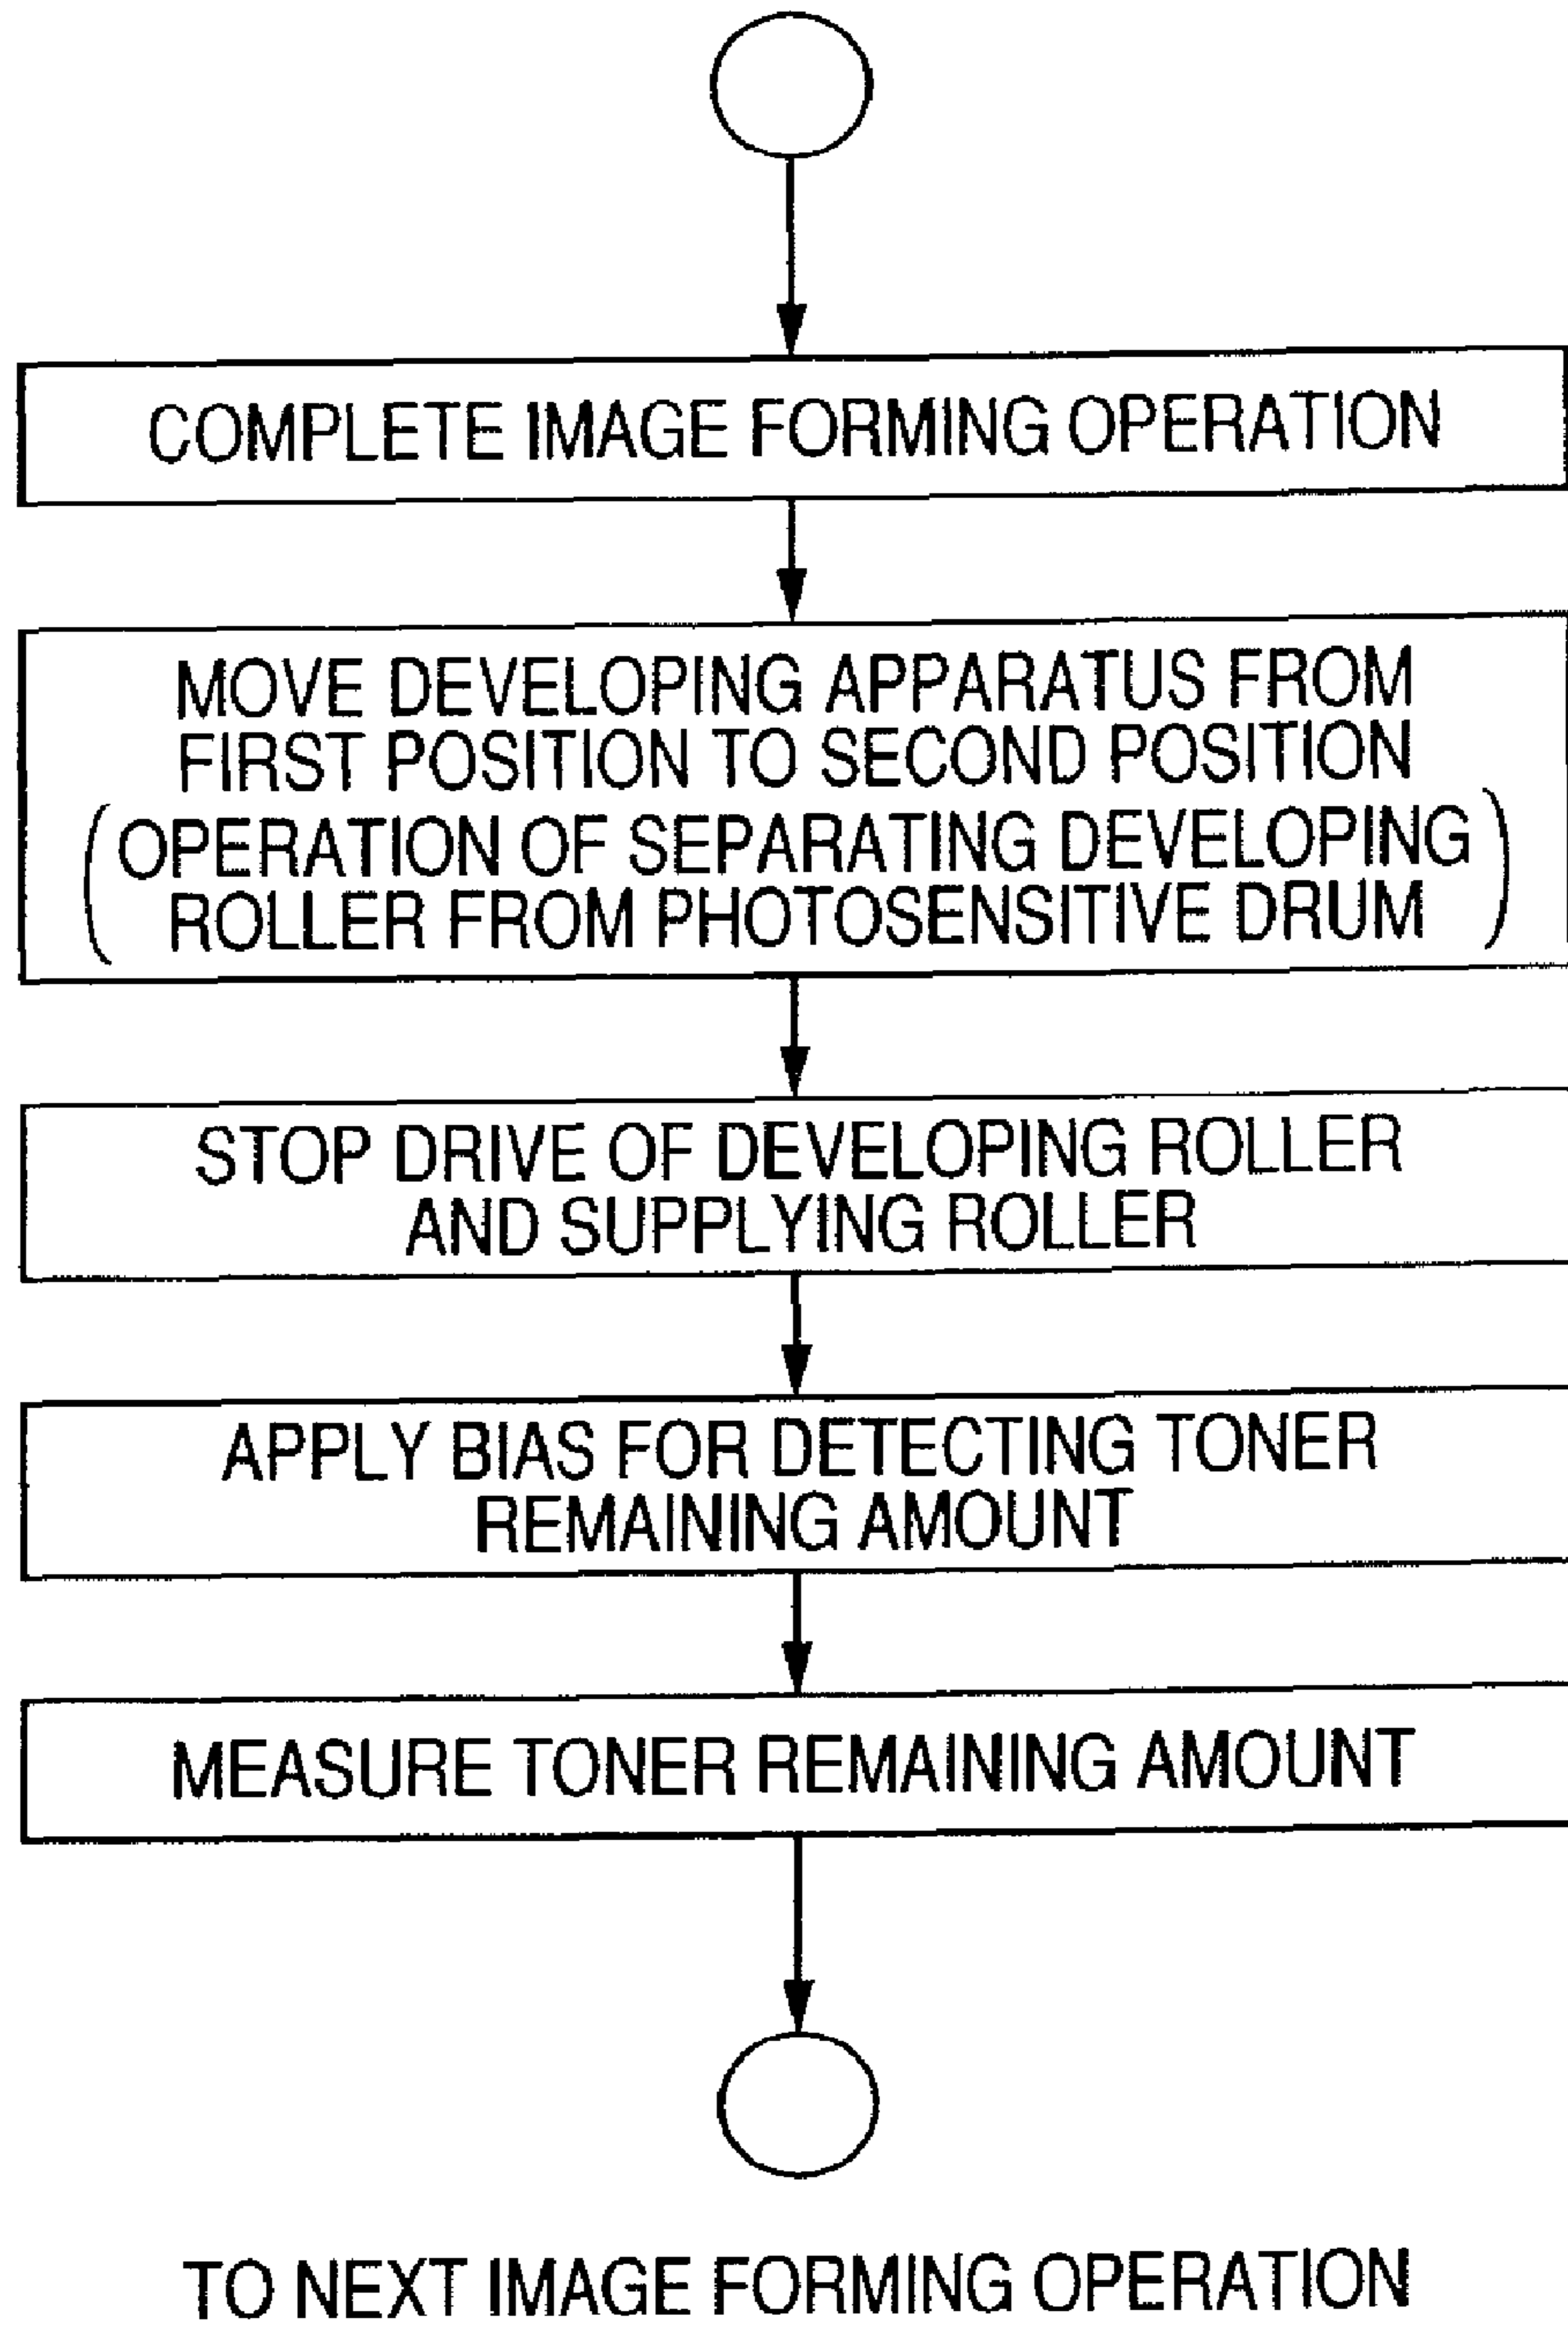 COMPLETE IMAGE FORMING OPERATION
MOVE DEVELOPING APPARATUS FROM
FIRST POSITION TO SECOND POSITION
(OPERATION OF SEPARATING DEVELOPING
ROLLER FROM PHOTOSENSITIVE DRUM)
STOP DRIVE OF DEVELOPING ROLLER
AND SUPPLYING ROLLER
APPLY BIAS FOR DETECTING TONER
REMAINING AMOUNT
MEASURE TONER REMAINING AMOUNT
TO NEXT IMAGE FORMING OPERATION